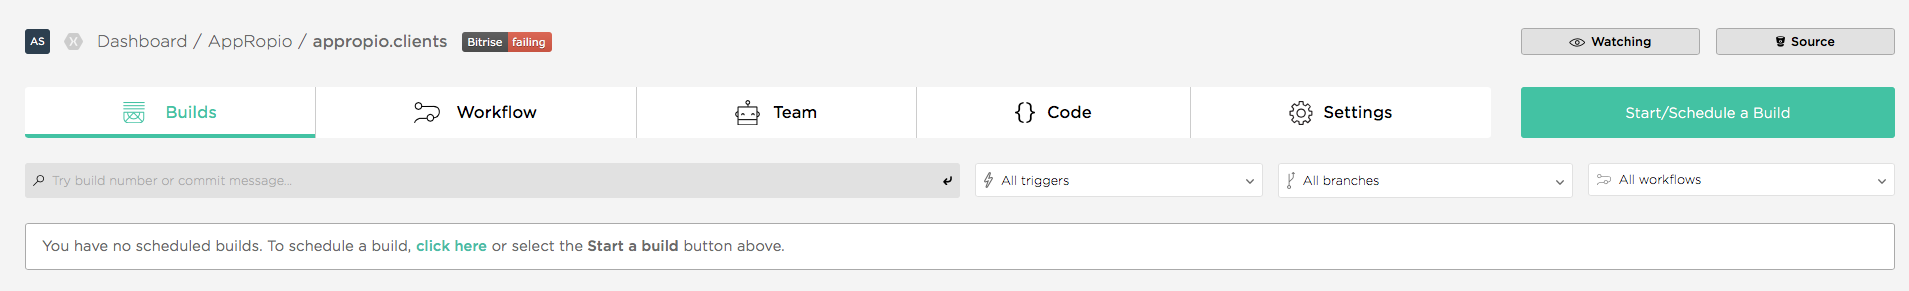 AS Dashboard / AppRopio / appropio.clients Bitrise failing Watching Source
Builds Workflow Team Code Settings Start/Schedule a Build
Try build number or commit message... All triggers All branches All workflows
You have no scheduled builds. To schedule a build, click here or select the Start a build button above.